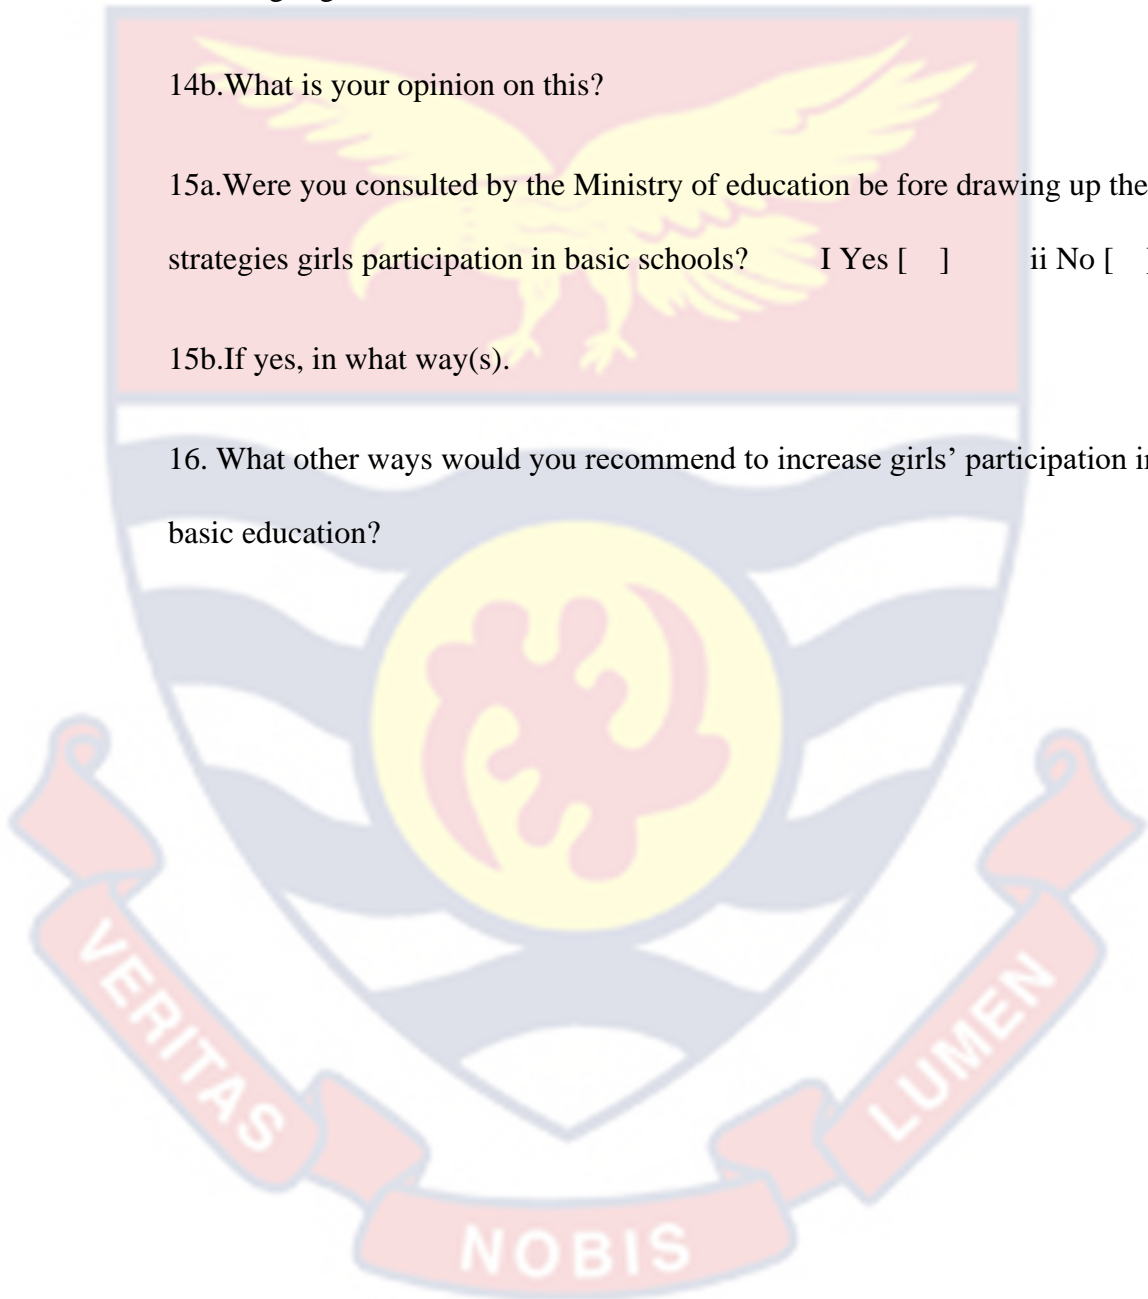 14b.What is your opinion on this?
15a.Were you consulted by the Ministry of education be fore drawing up the
strategies girls participation in basic schools? I Yes [ ] ii No [ ]
15b.If yes, in what way(s).
16. What other ways would you recommend to increase girls’ participation in
basic education?
VERITAS
NOBIS
LUMEN